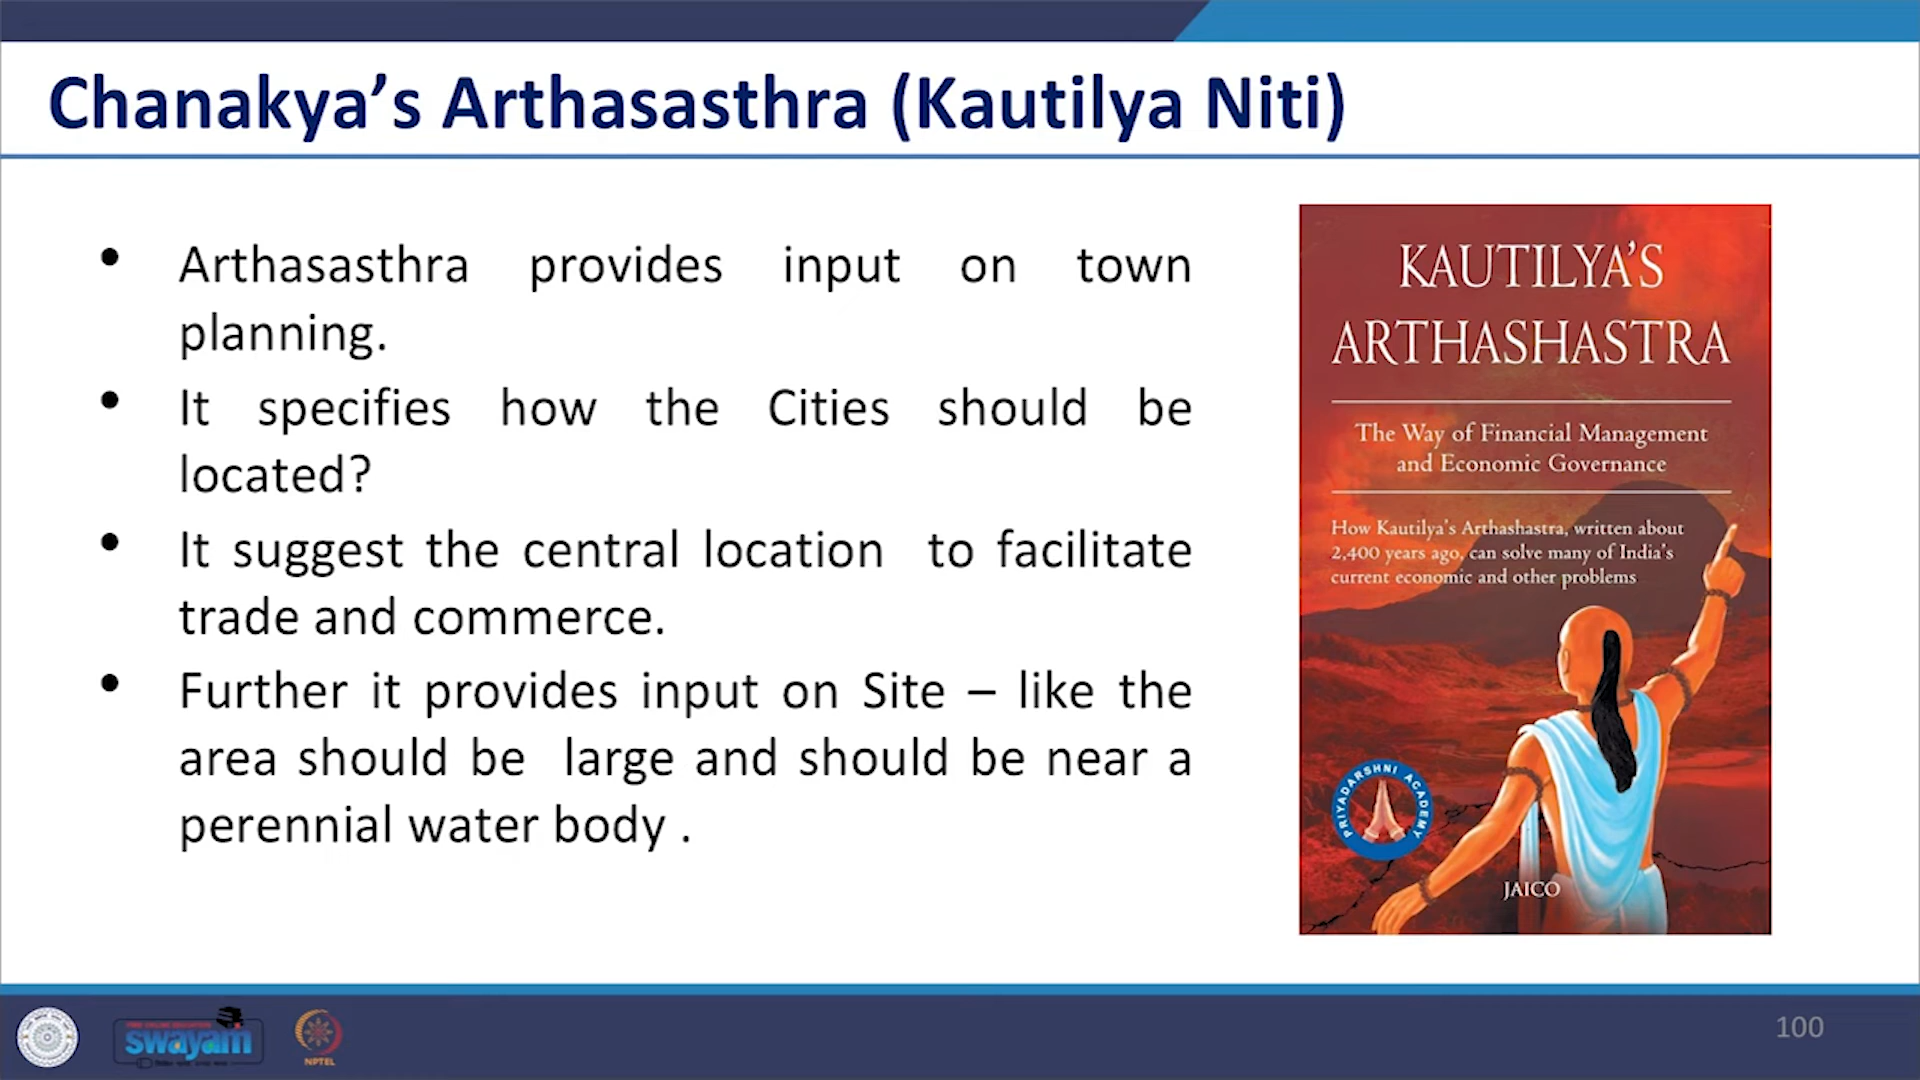 Chanakya’s Arthasasthra (Kautilya Niti)
• Arthasasthra provides input on town
planning.
• It specifies how the Cities should be
located?
• It suggest the central location to facilitate
trade and commerce.
• Further it provides input on Site – like the
area should be large and should be near a
perennial water body .
KAUTILYA’S
ARTHASHASTRA
The Way of Financial Management
and Economic Governance
How Kautilya’s Arthashastra, written about
2,400 years ago, can solve many of India’s
current economic and other problems
PRIYADARSHNI ACADEMY
JAICO
swayam
NPTEL
100